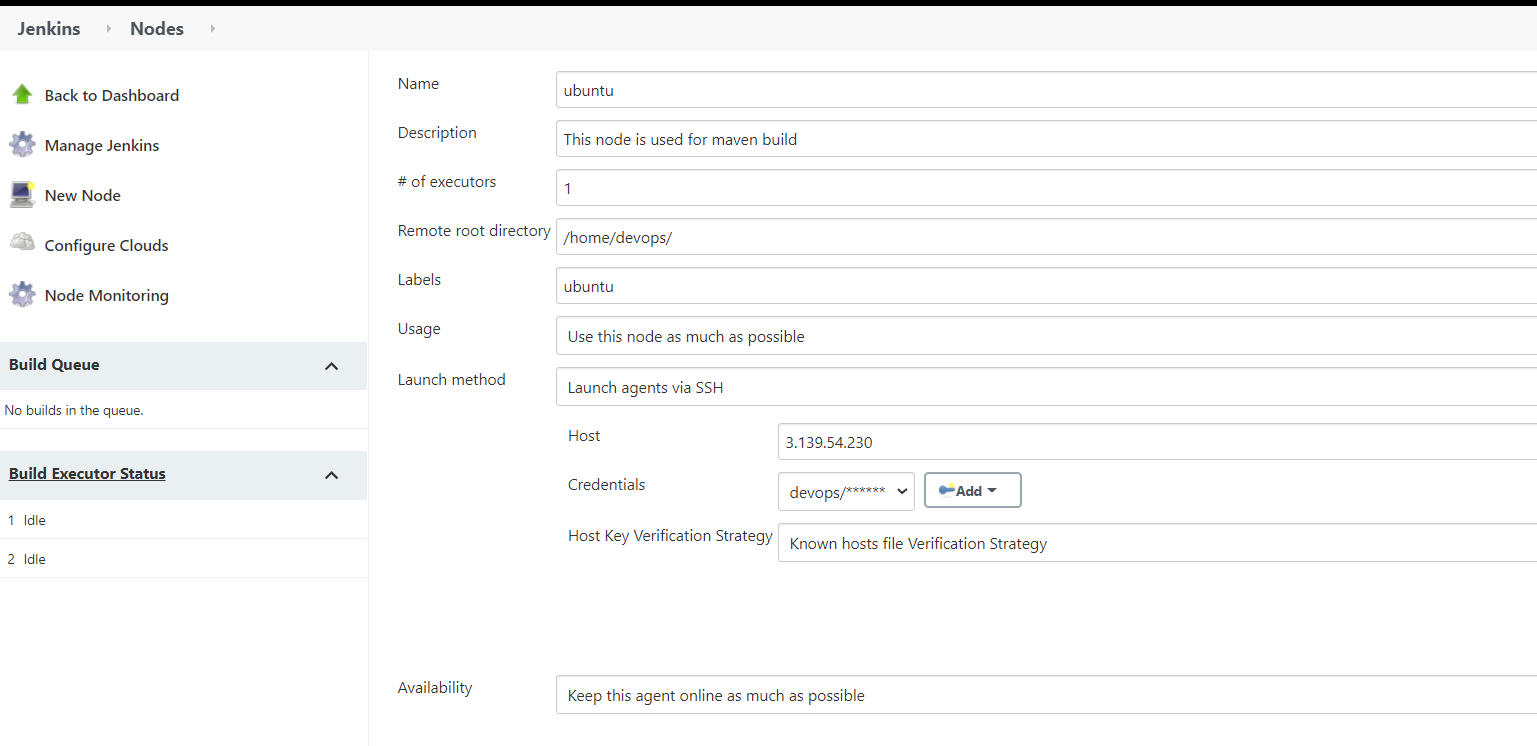 Jenkins Nodes
Back to Dashboard
Manage Jenkins
New Node
Configure Clouds
Node Monitoring
Build Queue
No builds in the queue.
Build Executor Status
1 Idle
2 Idle
Name ubuntu
Description This node is used for maven build
# of executors 1
Remote root directory /home/devops/
Labels ubuntu
Usage Use this node as much as possible
Launch method Launch agents via SSH
Host 3.139.54.230
Credentials devops/****** Add
Host Key Verification Strategy Known hosts file Verification Strategy
Availability Keep this agent online as much as possible